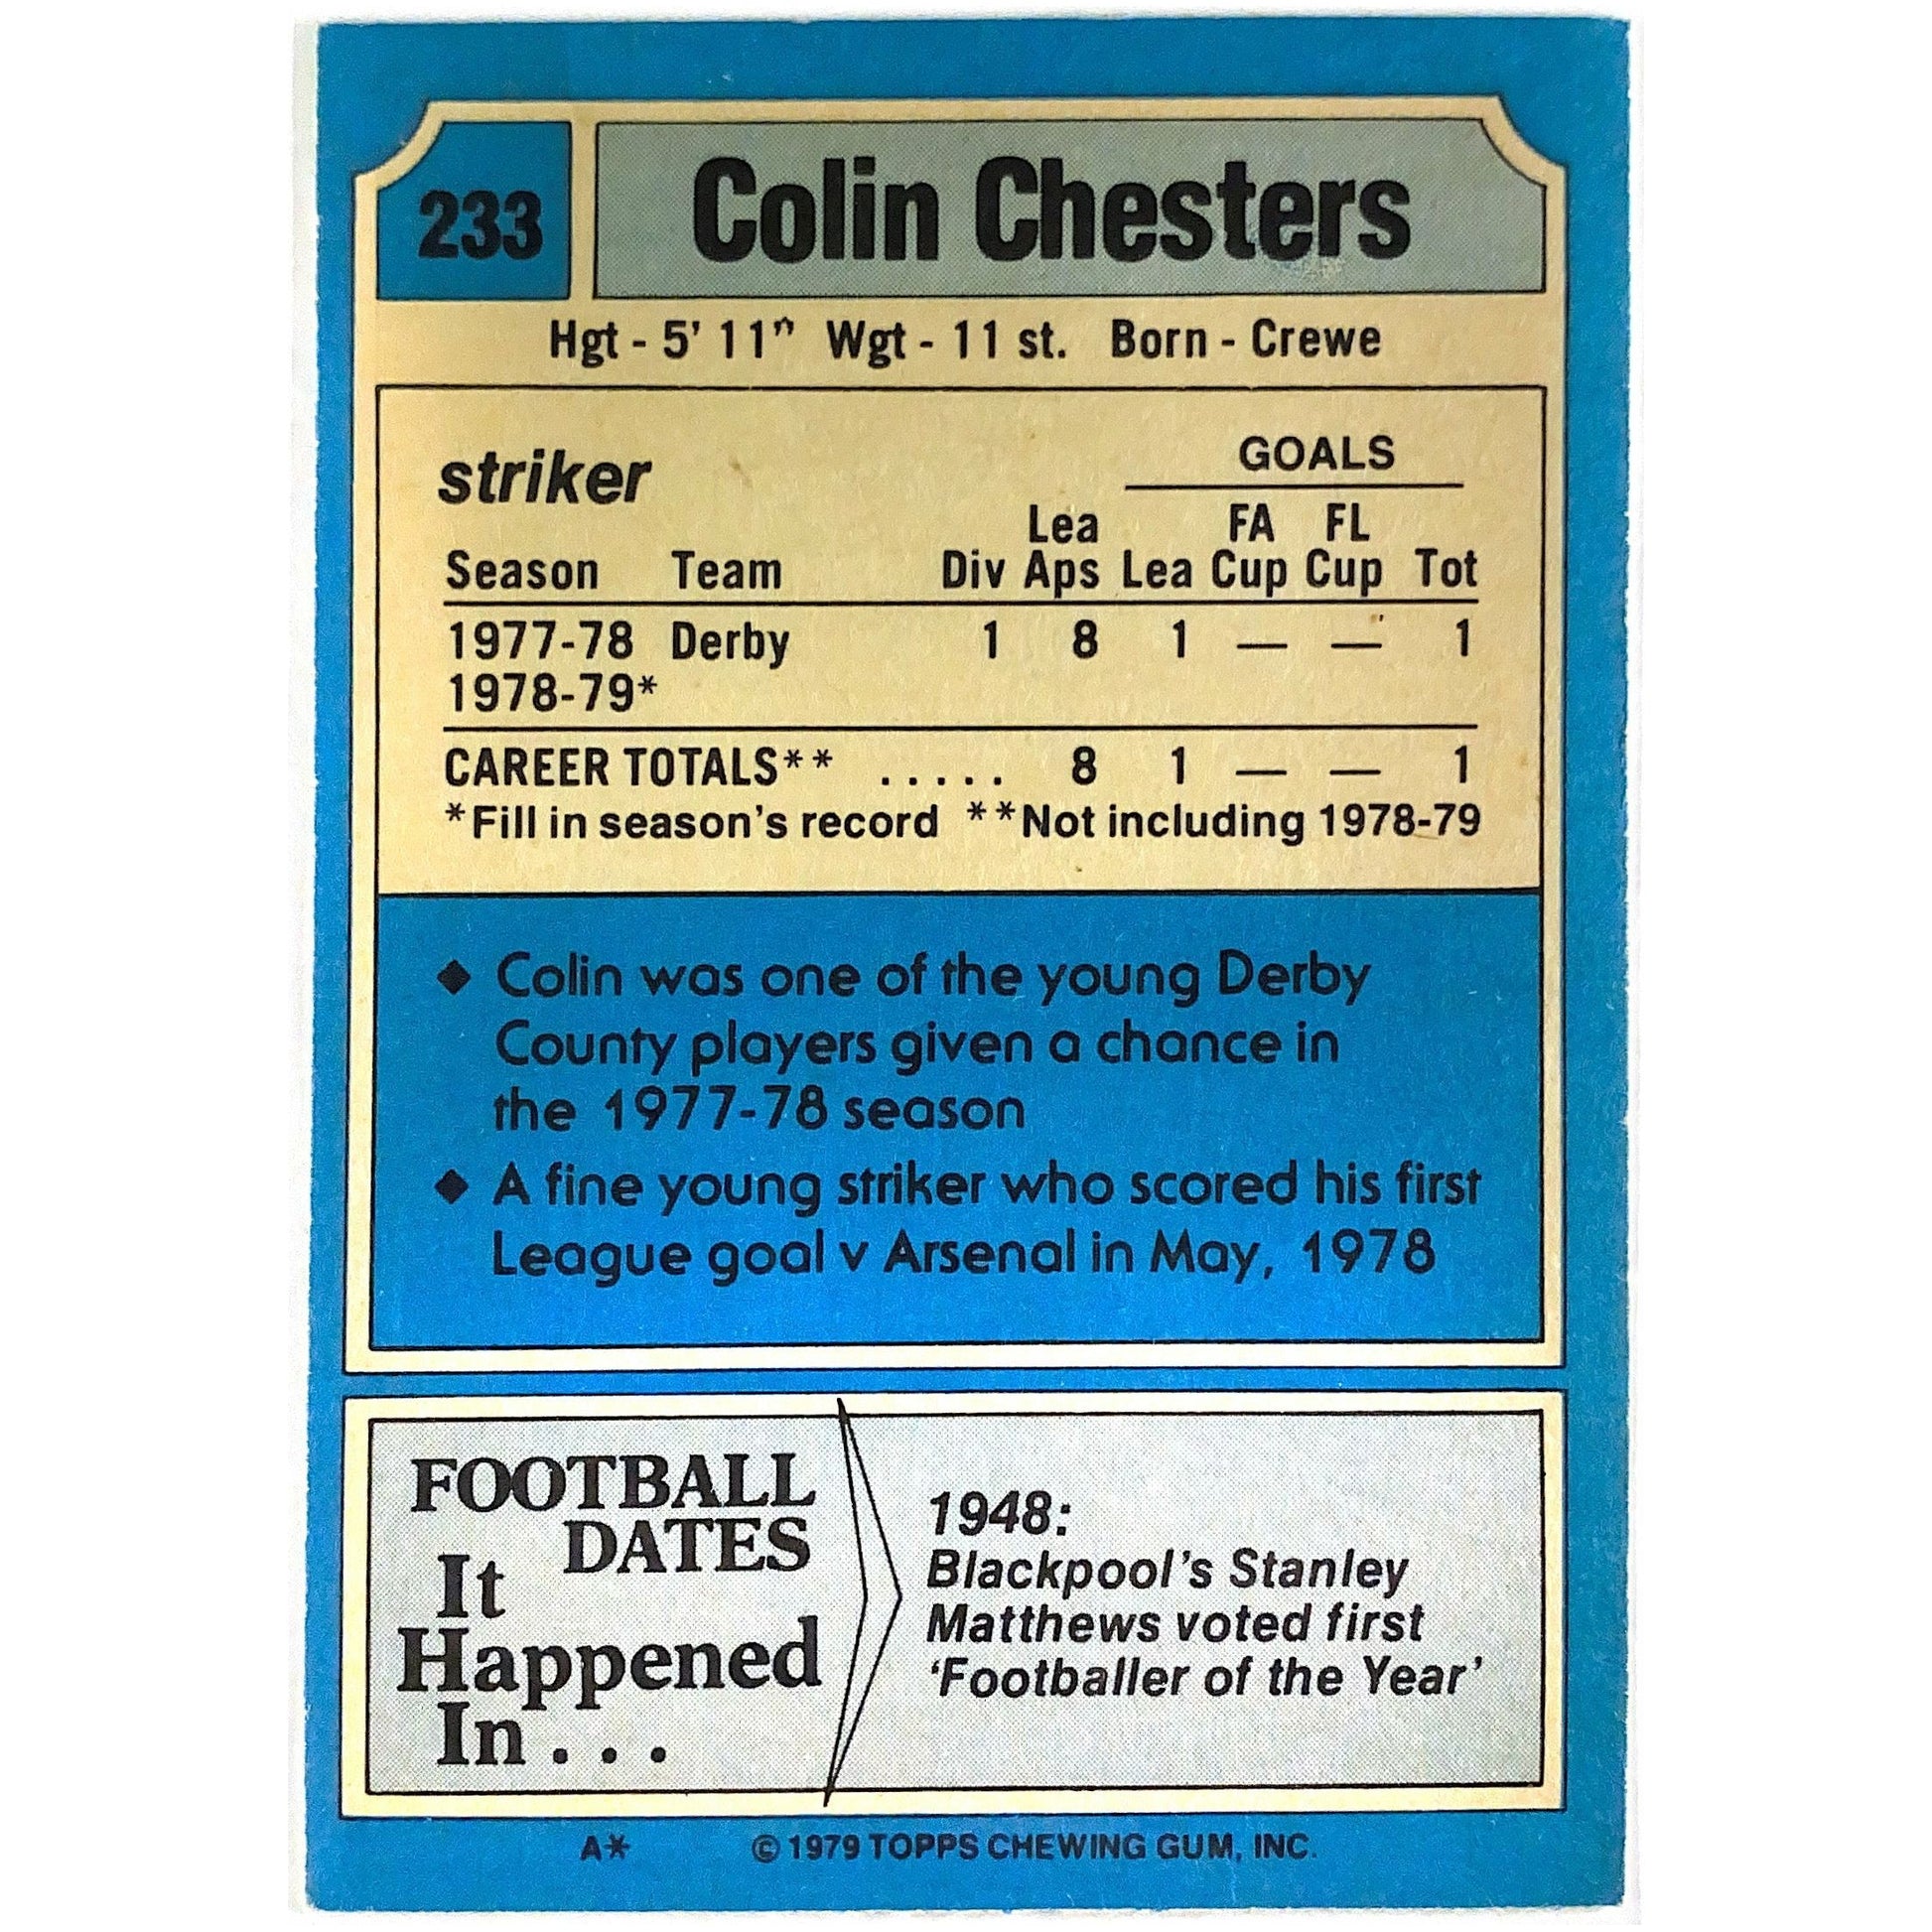 233 Colin Chesters
Hgt - 5' 11" Wgt - 11 st. Born - Crewe
striker
GOALS
Lea FA FL
Season Team Div Aps Lea Cup Cup Tot
1977-78 Derby 1 8 1 — — 1
1978-79*
CAREER TOTALS** ..... 8 1 — — 1
*Fill in season's record **Not including 1978-79
◆ Colin was one of the young Derby
County players given a chance in
the 1977-78 season
◆ A fine young striker who scored his first
League goal v Arsenal in May, 1978
FOOTBALL
DATES
It
Happened
In...
1948:
Blackpool's Stanley
Matthews voted first
'Footballer of the Year'
A* © 1979 TOPPS CHEWING GUM, INC.